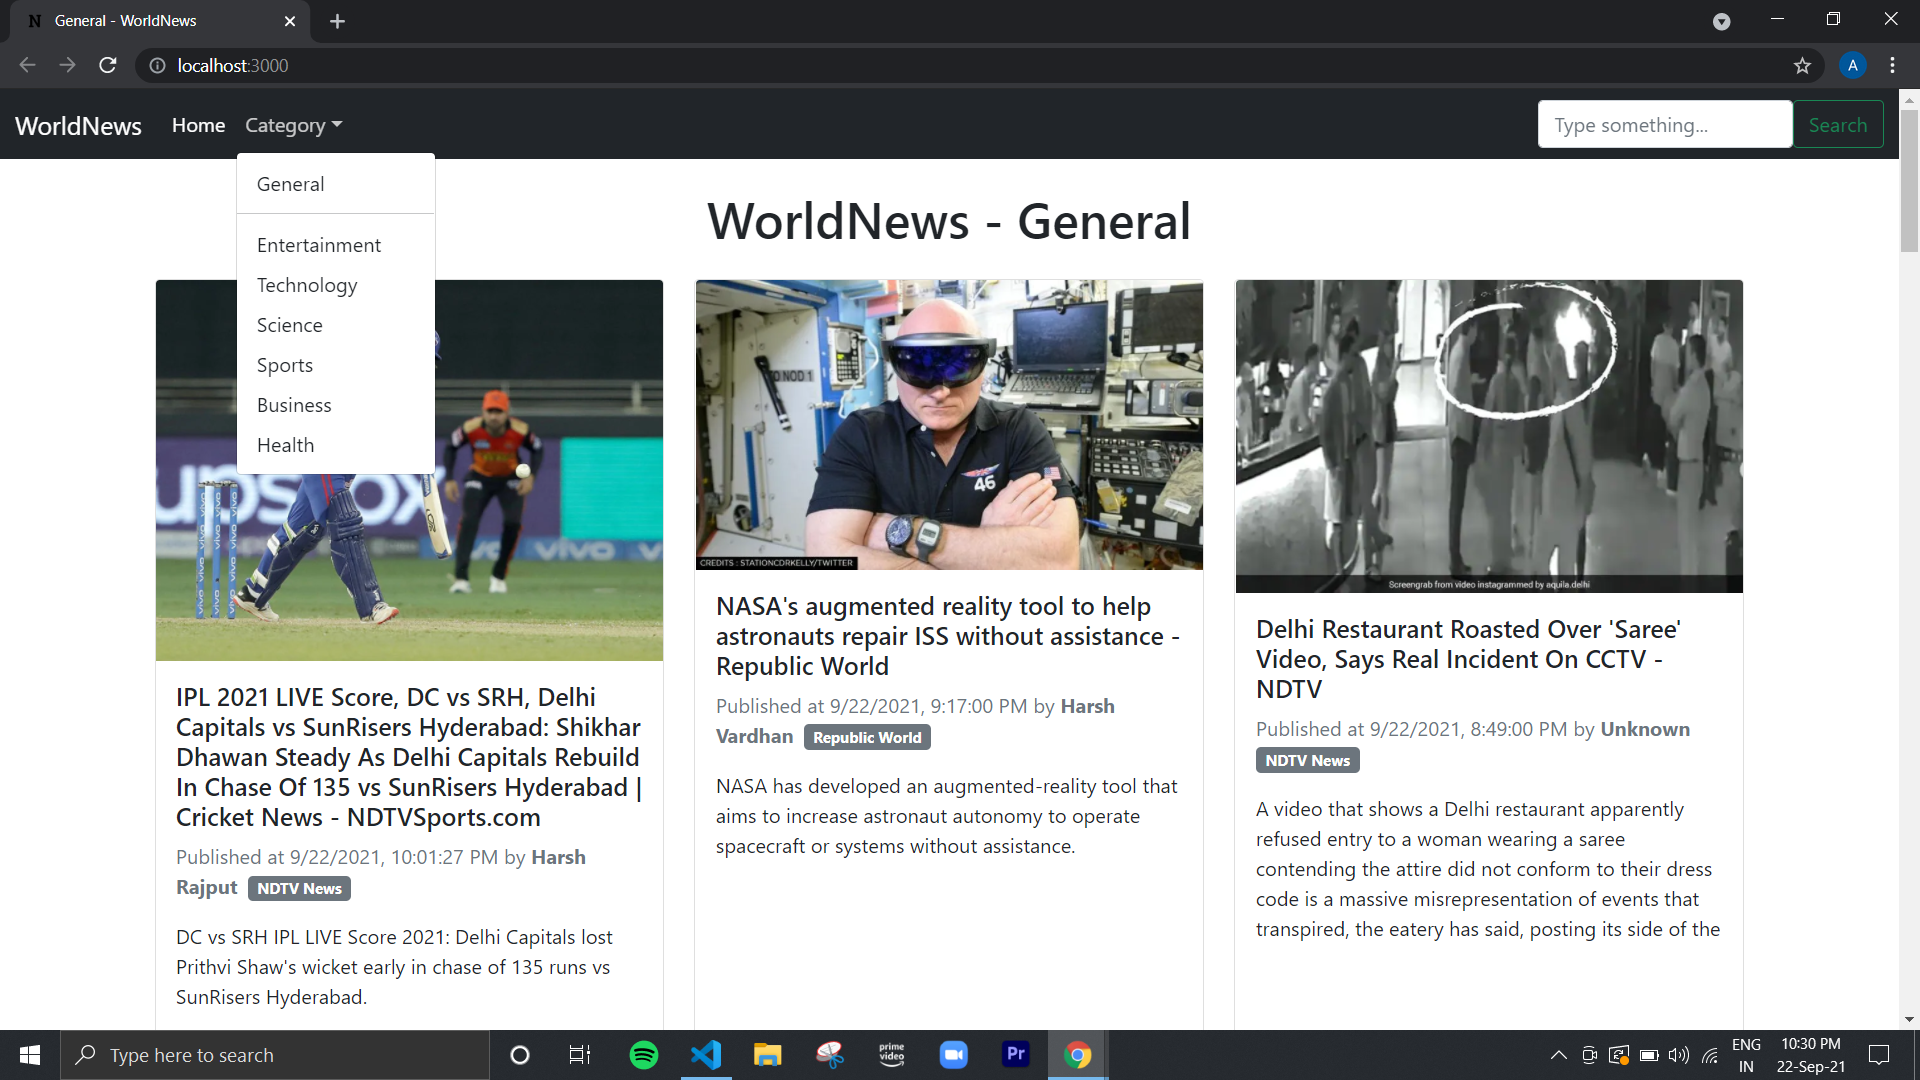 General - WorldNews
localhost:3000
A
WorldNews Home Category
Type something... Search
General
Entertainment
Technology
Science
Sports
Business
Health
WorldNews - General
vivo vivo
vivo
vivo
vivo
IPL 2021 LIVE Score, DC vs SRH, Delhi
Capitals vs SunRisers Hyderabad: Shikhar
Dhawan Steady As Delhi Capitals Rebuild
In Chase Of 135 vs SunRisers Hyderabad |
Cricket News - NDTVSports.com
Published at 9/22/2021, 10:01:27 PM by Harsh
Rajput NDTV News
DC vs SRH IPL LIVE Score 2021: Delhi Capitals lost
Prithvi Shaw's wicket early in chase of 135 runs vs
SunRisers Hyderabad.
NOD 1
46
CREDITS : STATIONCDRKELLY/TWITTER
NASA's augmented reality tool to help
astronauts repair ISS without assistance -
Republic World
Published at 9/22/2021, 9:17:00 PM by Harsh
Vardhan Republic World
NASA has developed an augmented-reality tool that
aims to increase astronaut autonomy to operate
spacecraft or systems without assistance.
Screengrab from video instagrammed by aquila.delhi
Delhi Restaurant Roasted Over 'Saree'
Video, Says Real Incident On CCTV -
NDTV
Published at 9/22/2021, 8:49:00 PM by Unknown
NDTV News
A video that shows a Delhi restaurant apparently
refused entry to a woman wearing a saree
contending the attire did not conform to their dress
code is a massive misrepresentation of events that
transpired, the eatery has said, posting its side of the
Type here to search
prime
video
Pr
ENG
IN
10:30 PM
22-Sep-21